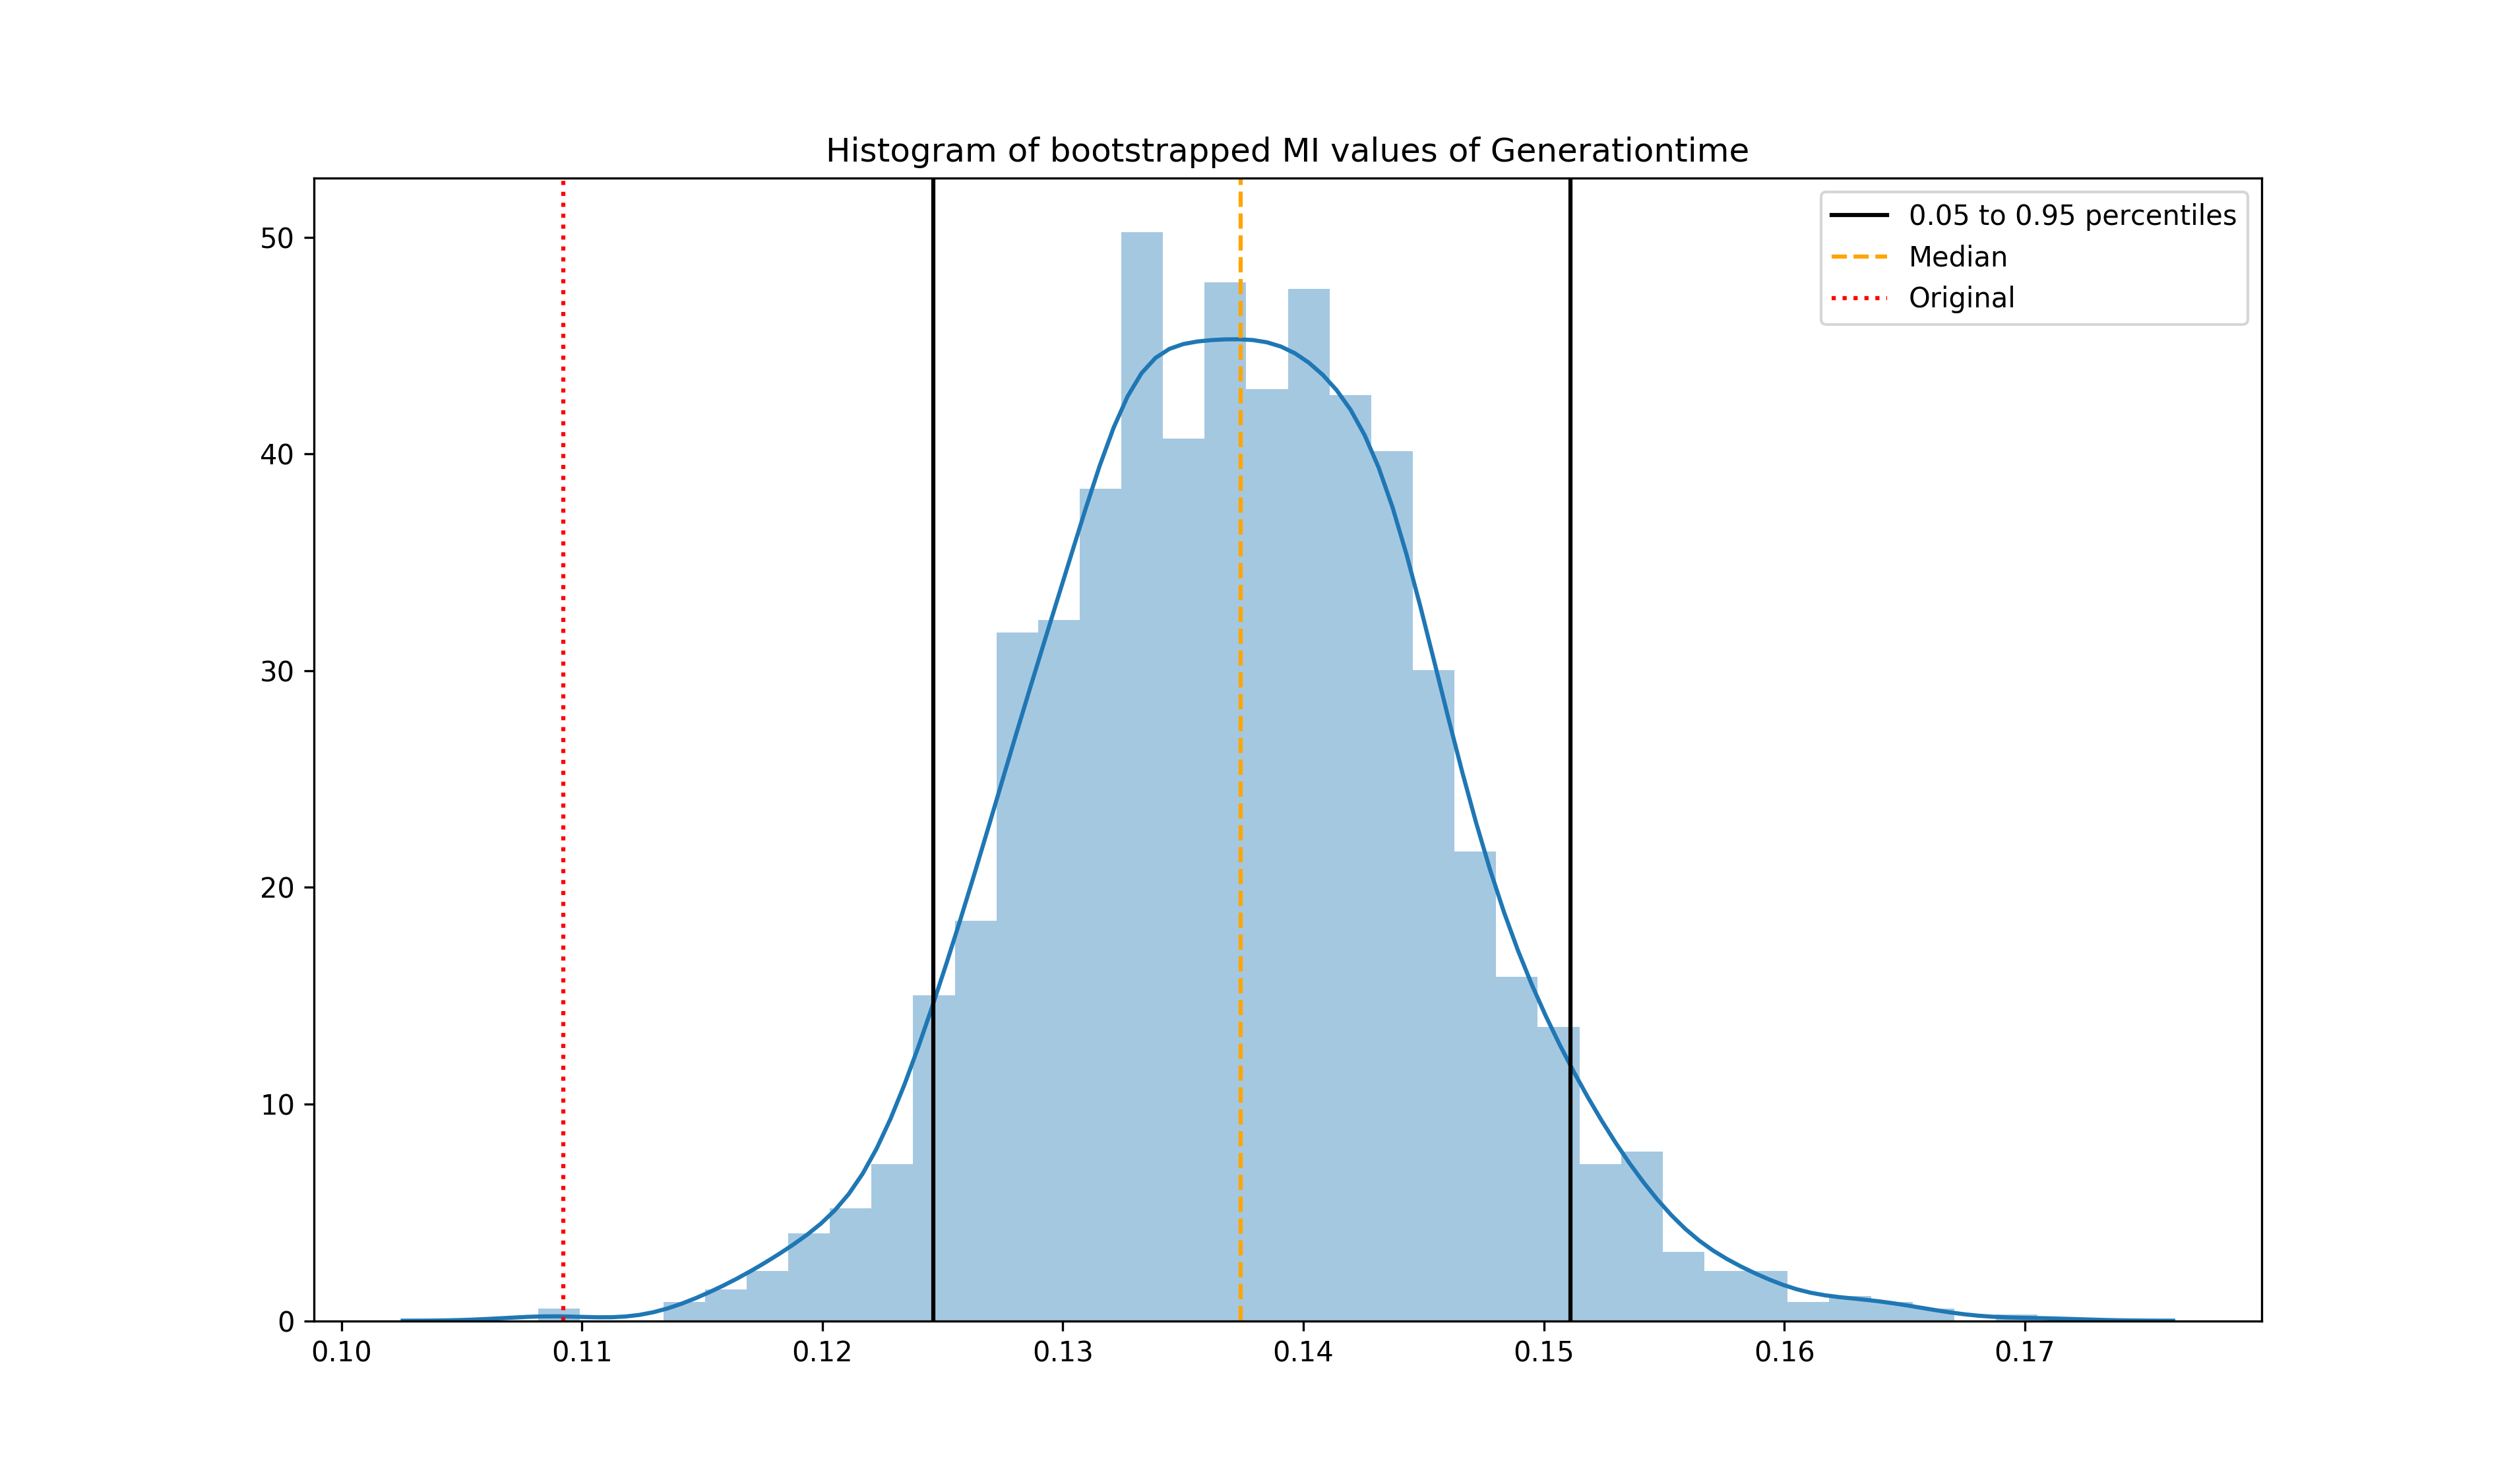 Histogram of bootstrapped MI values of Generationtime
0.05 to 0.95 percentiles
Median
Original
50
40
30
20
10
0
0.10 0.11 0.12 0.13 0.14 0.15 0.16 0.17